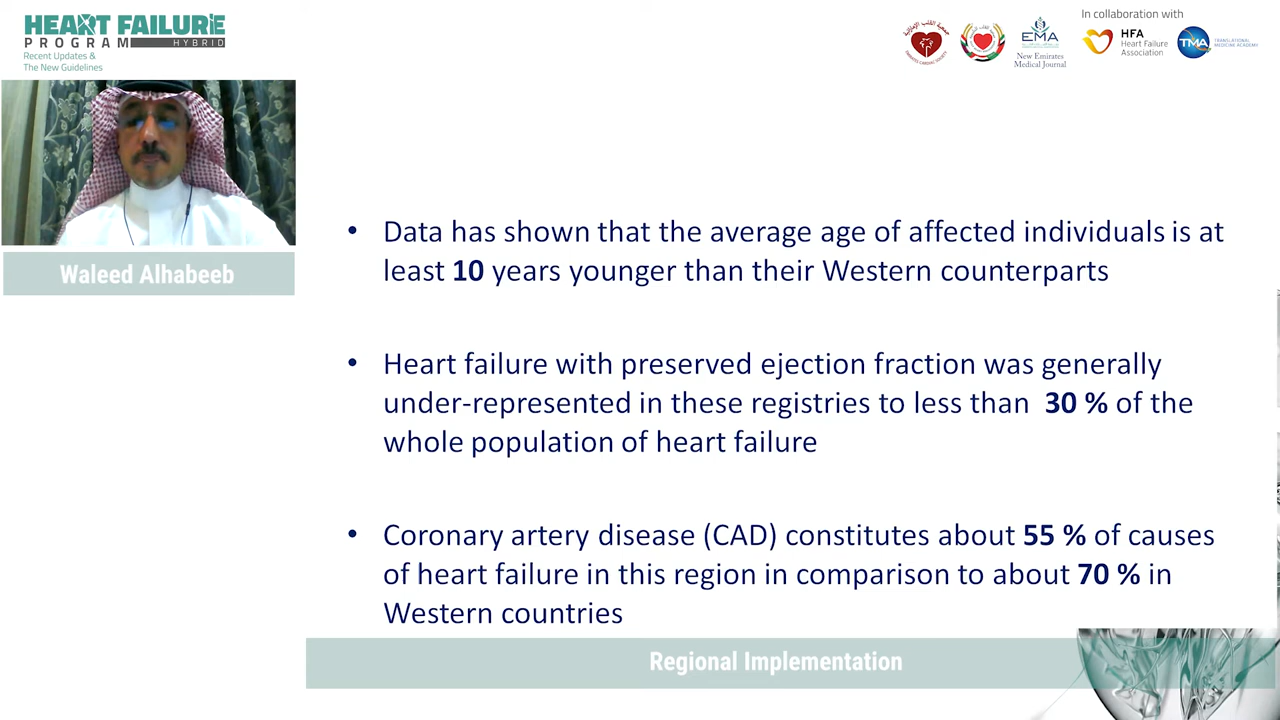 HEART FAILURE
PROGRAM HYBRID
Recent Updates &
The New Guidelines
In collaboration with
EMA
New Emirates
Medical Journal
HFA
Heart Failure
Association
TMA
TRANSLATIONAL
MEDICINE ACADEMY
Waleed Alhabeeb
• Data has shown that the average age of affected individuals is at
least 10 years younger than their Western counterparts
• Heart failure with preserved ejection fraction was generally
under-represented in these registries to less than 30 % of the
whole population of heart failure
• Coronary artery disease (CAD) constitutes about 55 % of causes
of heart failure in this region in comparison to about 70 % in
Western countries
Regional Implementation